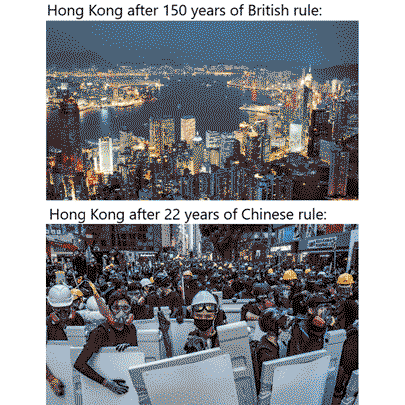 Hong Kong after 150 years of British rule:
Hong Kong after 22 years of Chinese rule: